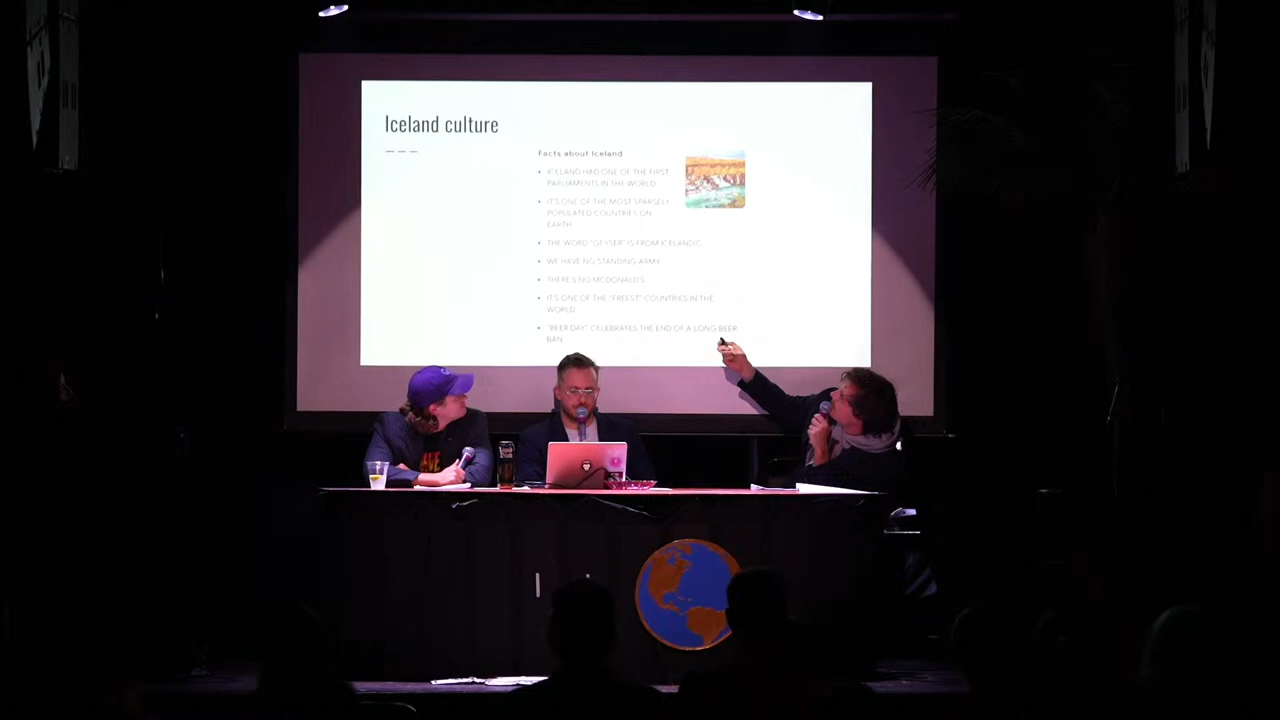 Iceland culture
Facts about Iceland
ICELAND HAD ONE OF THE FIRST
PARLIAMENTS IN THE WORLD
IT'S ONE OF THE MOST SPARSELY
POPULATED COUNTRIES ON
EARTH
THE WORD "GEYSER" IS FROM ICELANDIC
WE HAVE NO STANDING ARMY
THERE'S NO MCDONALD'S
IT'S ONE OF THE "FREEST" COUNTRIES IN THE
WORLD
"BEER DAY" CELEBRATES THE END OF A LONG BEER
BAN